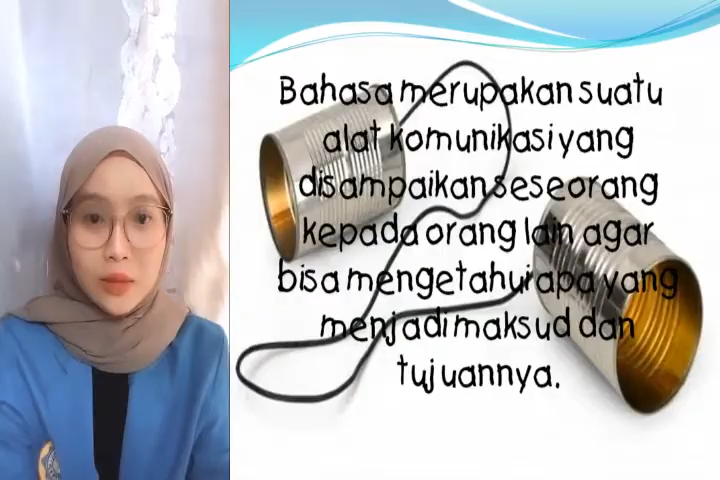 Bahasa merupakan suatu
alat komunikasi yang
disampaikan seseorang
kepada orang lain agar
bisa mengetahui apa yang
menjadi maksud dan
tujuannya.